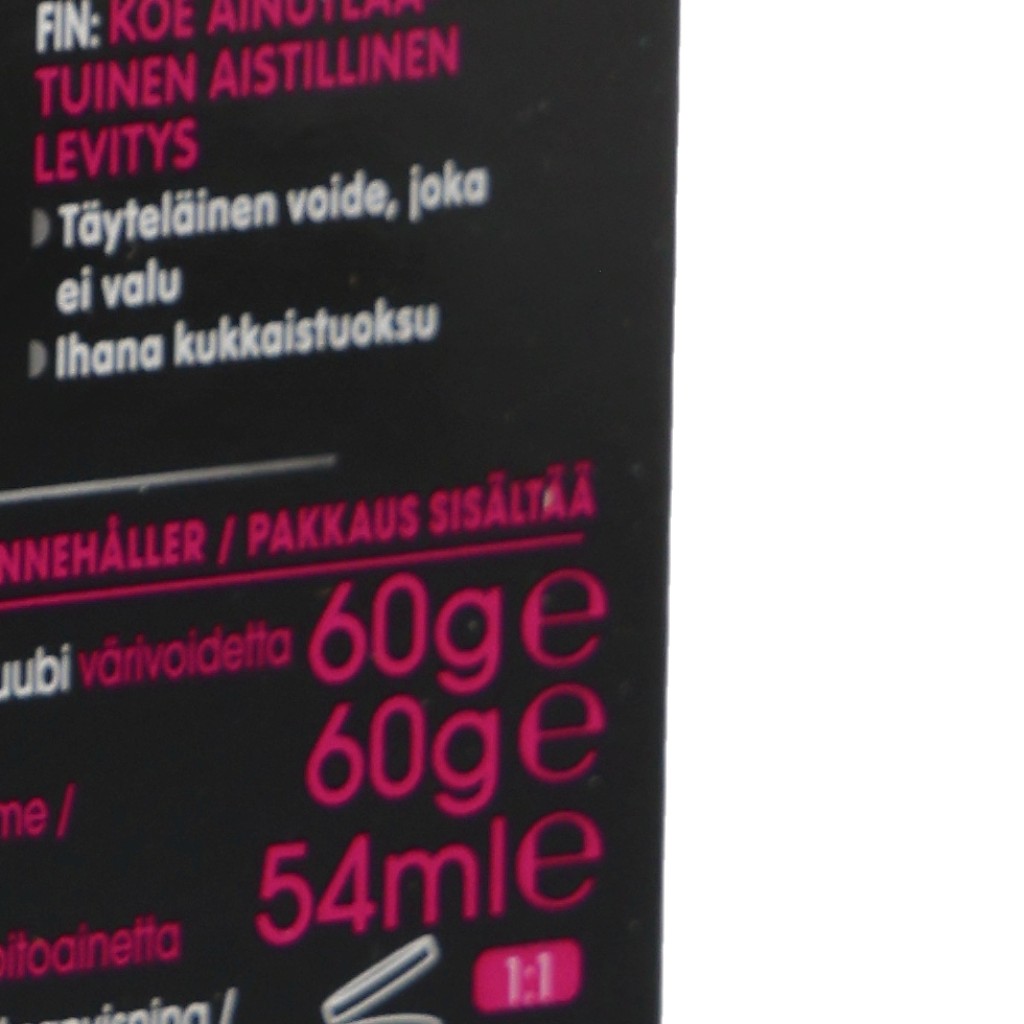 FIN: KOE AINUTLAA-
TUINEN AISTILLINEN
LEVITYS
Täyteläinen voide, joka
ei valu
Ihana kukkaistuoksu
NNEHÅLLER / PAKKAUS SISÄLTÄÄ
uubi värivoidetta 60g e
60g e
me /
54ml e
oitoainetta
1:1